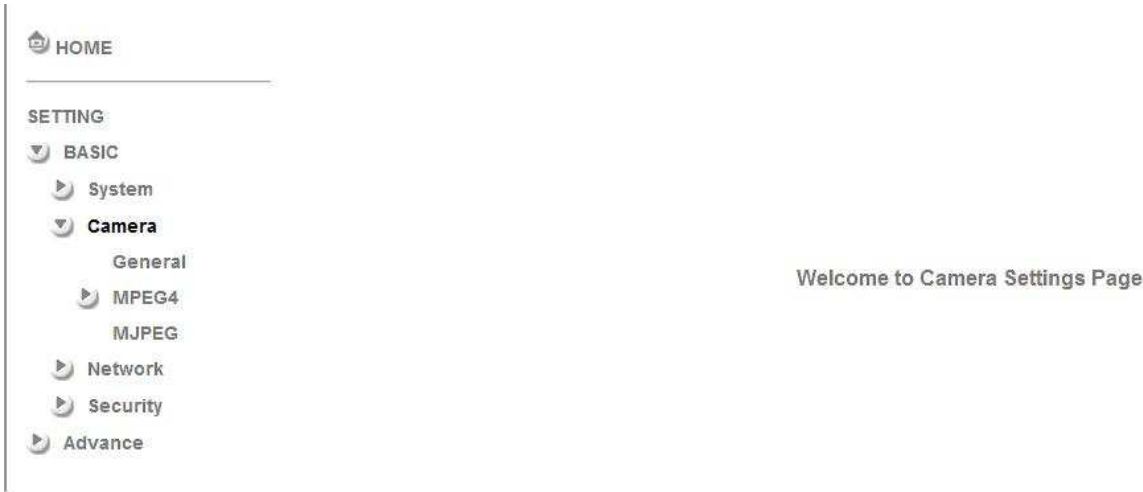 HOME
SETTING
BASIC
System
Camera
General
MPEG4
MJPEG
Network
Security
Advance
Welcome to Camera Settings Page